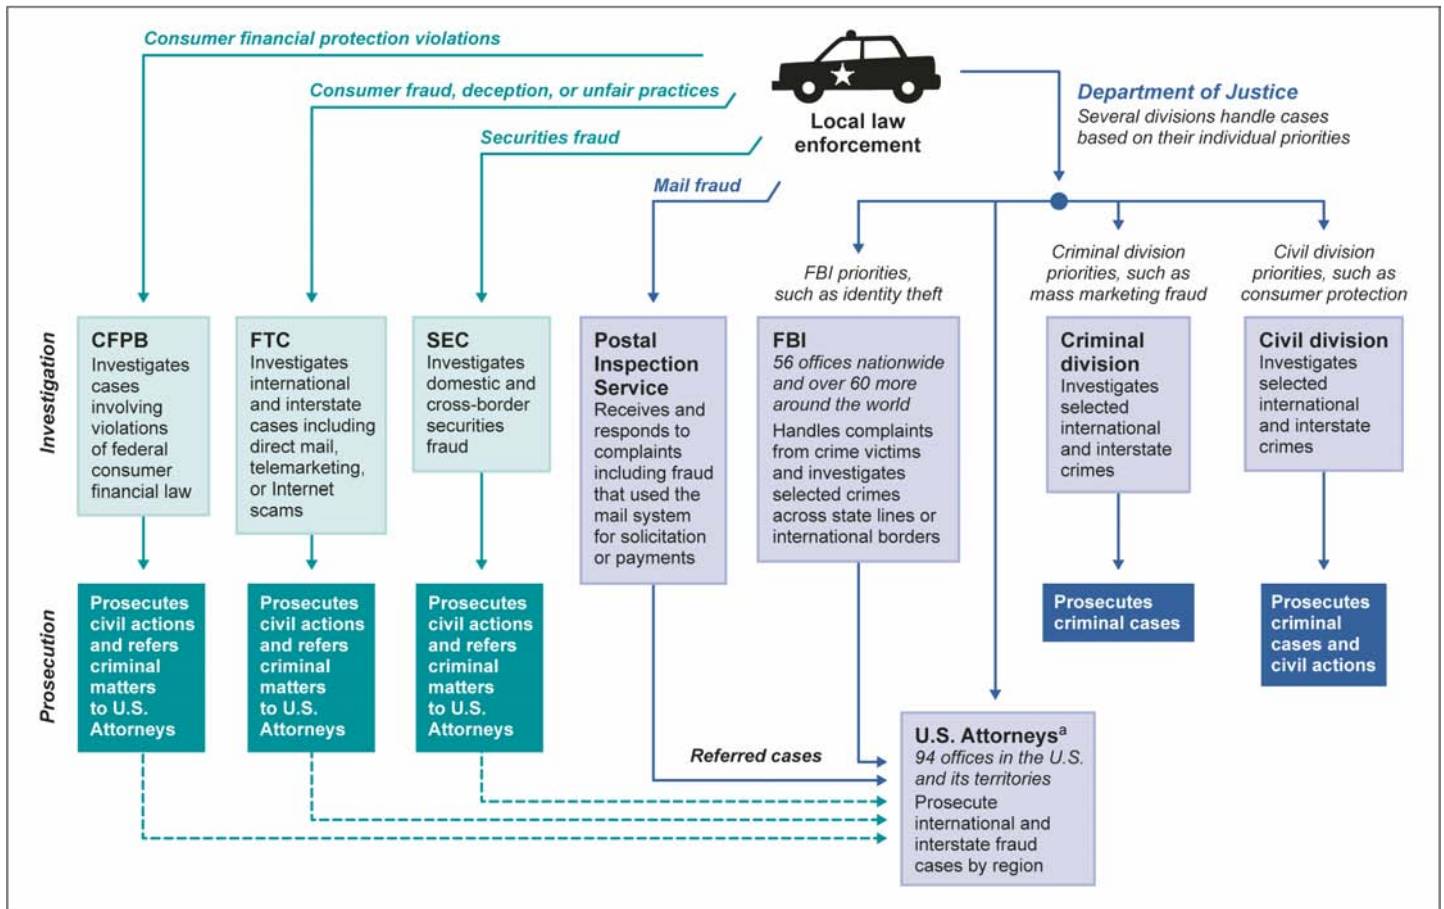 Consumer financial protection violations
Consumer fraud, deception, or unfair practices
Securities fraud
Mail fraud
Local law
enforcement
Department of Justice
Several divisions handle cases
based on their individual priorities
FBI priorities,
such as identity theft
Criminal division
priorities, such as
mass marketing fraud
Civil division
priorities, such as
consumer protection
Investigation
CFPB
Investigates
cases
involving
violations
of federal
consumer
financial law
FTC
Investigates
international
and interstate
cases including
direct mail,
telemarketing,
or Internet
scams
SEC
Investigates
domestic and
cross-border
securities
fraud
Postal
Inspection
Service
Receives and
responds to
complaints
including fraud
that used the
mail system
for solicitation
or payments
FBI
56 offices nationwide
and over 60 more
around the world
Handles complaints
from crime victims
and investigates
selected crimes
across state lines or
international borders
Criminal
division
Investigates
selected
international
and interstate
crimes
Civil division
Investigates
selected
international
and interstate
crimes
Prosecution
Prosecutes
civil actions
and refers
criminal
matters
to U.S.
Attorneys
Prosecutes
civil actions
and refers
criminal
matters
to U.S.
Attorneys
Prosecutes
civil actions
and refers
criminal
matters
to U.S.
Attorneys
Prosecutes
criminal cases
Prosecutes
criminal
cases and
civil actions
Referred cases
U.S. Attorneysᵃ
94 offices in the U.S.
and its territories
Prosecute
international and
interstate fraud
cases by region